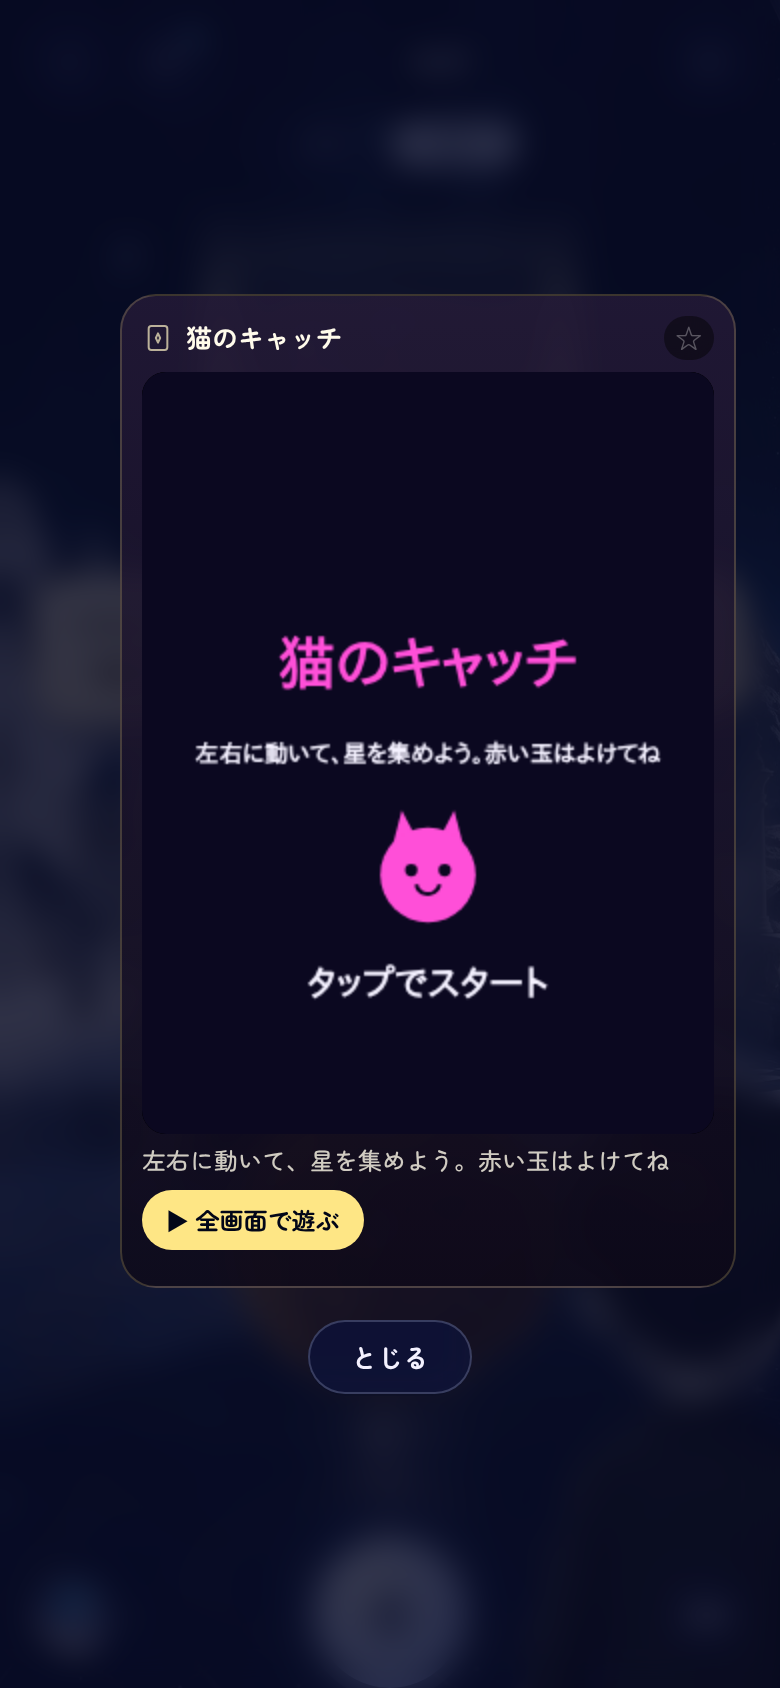 猫のキャッチ
猫のキャッチ
左右に動いて、星を集めよう。赤い玉はよけてね
タップでスタート
左右に動いて、星を集めよう。赤い玉はよけてね
▶ 全画面で遊ぶ
とじる